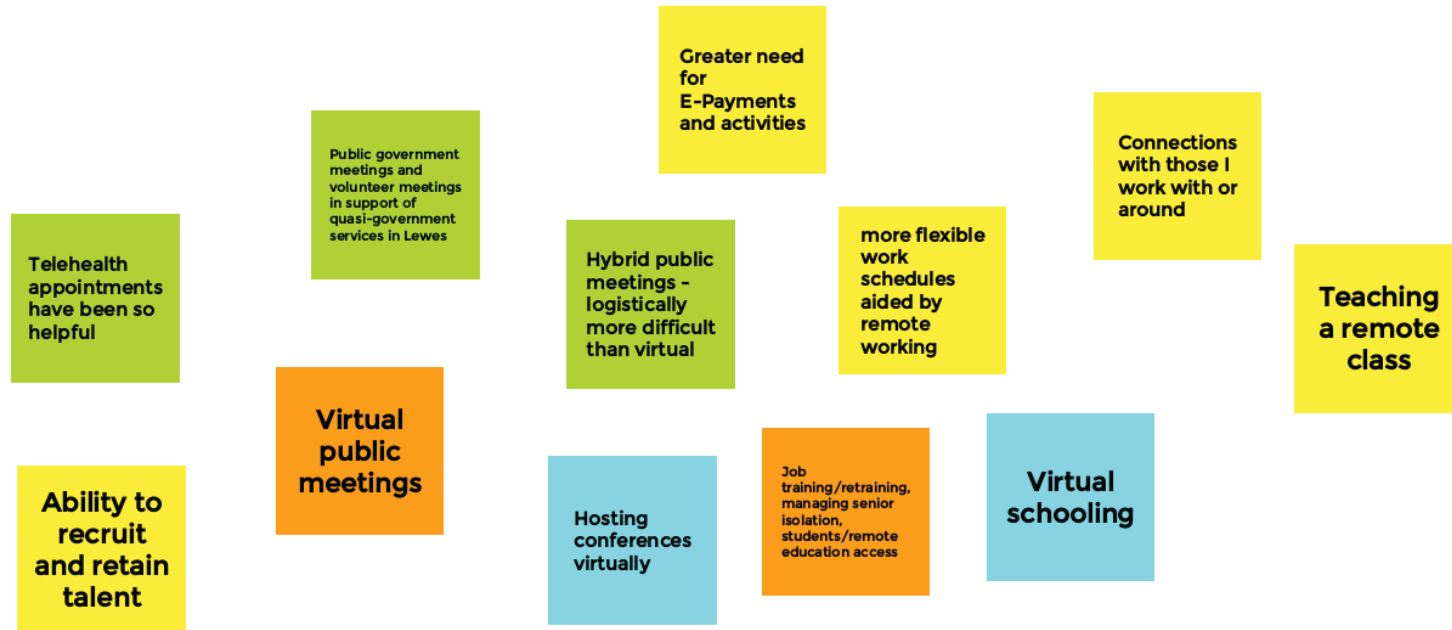 Greater need
for
E-Payments
and activities
Connections
with those I
work with or
around
Public government
meetings and
volunteer meetings
in support of
quasi-government
services in Lewes
Telehealth
appointments
have been so
helpful
Hybrid public
meetings -
logistically
more difficult
than virtual
more flexible
work
schedules
aided by
remote
working
Teaching
a remote
class
Virtual
public
meetings
Ability to
recruit
and retain
talent
Hosting
conferences
virtually
Job
training/retraining,
managing senior
isolation,
students/remote
education access
Virtual
schooling